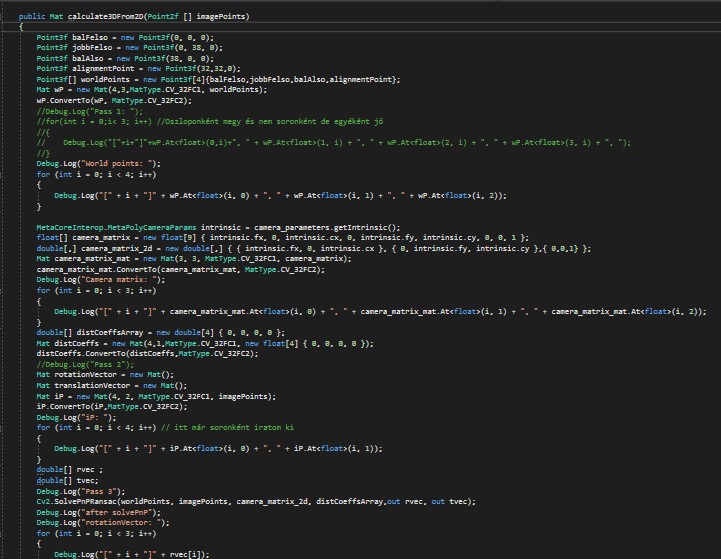 public Mat calculate3DFrom2D(Point2f [] imagePoints)
{
Point3f balFelso = new Point3f(0, 0, 0);
Point3f jobbFelso = new Point3f(0, 38, 0);
Point3f balAlso = new Point3f(38, 0, 0);
Point3f alignmentPoint = new Point3f(32,32,0);
Point3f[] worldPoints = new Point3f[4]{balFelso,jobbFelso,balAlso,alignmentPoint};
Mat wP = new Mat(4,3,MatType.CV_32FC1, worldPoints);
wP.ConvertTo(wP, MatType.CV_32FC2);
//Debug.Log("Pass 1: ");
//for(int i = 0;i< 3; i++) //Oszloponként megy és nem soronként de egyéként jó
//{
//    Debug.Log("["+i+"]"+wP.At<float>(0,i)+", " + wP.At<float>(1, i) + ", " + wP.At<float>(2, i) + ", " + wP.At<float>(3, i) + ", ");
//}
Debug.Log("World points: ");
for (int i = 0; i < 4; i++)
{
Debug.Log("[" + i + "]" + wP.At<float>(i, 0) + ", " + wP.At<float>(i, 1) + ", " + wP.At<float>(i, 2));
}
MetaCoreInterop.MetaPolyCameraParams intrinsic = camera_parameters.getIntrinsic();
float[] camera_matrix = new float[9] { intrinsic.fx, 0, intrinsic.cx, 0, intrinsic.fy, intrinsic.cy, 0, 0, 1 };
double[,] camera_matrix_2d = new double[,] { { intrinsic.fx, 0, intrinsic.cx }, { 0, intrinsic.fy, intrinsic.cy },{ 0,0,1} };
Mat camera_matrix_mat = new Mat(3, 3, MatType.CV_32FC1, camera_matrix);
camera_matrix_mat.ConvertTo(camera_matrix_mat, MatType.CV_32FC2);
Debug.Log("Camera matrix: ");
for (int i = 0; i < 3; i++)
{
Debug.Log("[" + i + "]" + camera_matrix_mat.At<float>(i, 0) + ", " + camera_matrix_mat.At<float>(i, 1) + ", " + camera_matrix_mat.At<float>(i, 2));
}
double[] distCoeffsArray = new double[4] { 0, 0, 0, 0 };
Mat distCoeffs = new Mat(4,1,MatType.CV_32FC1, new float[4] { 0, 0, 0, 0 });
distCoeffs.ConvertTo(distCoeffs,MatType.CV_32FC2);
//Debug.Log("Pass 2");
Mat rotationVector = new Mat();
Mat translationVector = new Mat();
Mat iP = new Mat(4, 2, MatType.CV_32FC1, imagePoints);
iP.ConvertTo(iP,MatType.CV_32FC2);
Debug.Log("iP: ");
for (int i = 0; i < 4; i++) // itt már soronként iratom ki
{
Debug.Log("[" + i + "]" + iP.At<float>(i, 0) + ", " + iP.At<float>(i, 1));
}
double[] rvec ;
double[] tvec;
Debug.Log("Pass 3");
Cv2.SolvePnPRansac(worldPoints, imagePoints, camera_matrix_2d, distCoeffsArray,out rvec, out tvec);
Debug.Log("after solvePnP");
Debug.Log("rotationVector: ");
for (int i = 0; i < 3; i++)
{
Debug.Log("[" + i + "]" + rvec[i]);